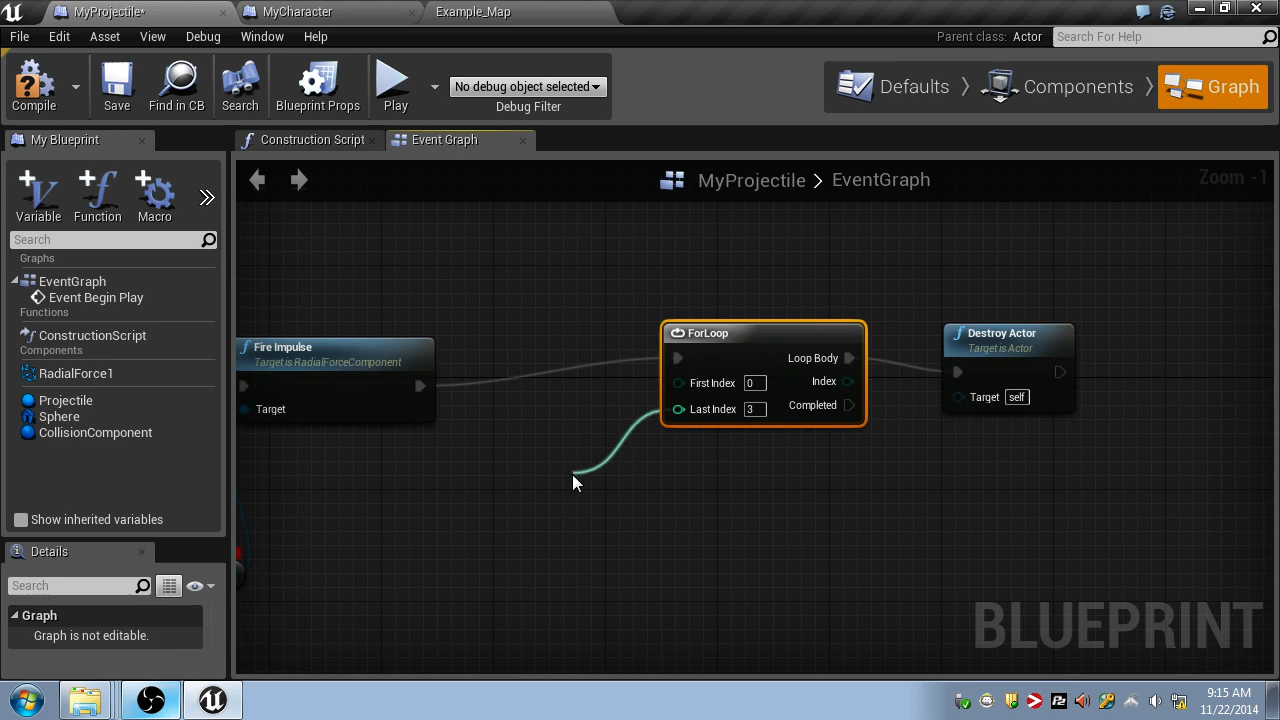 MyProjectile*
MyCharacter
Example_Map
File Edit Asset View Debug Window Help
Parent class: Actor
Search For Help
Compile
Save
Find in CB
Search
Blueprint Props
Play
No debug object selected
Debug Filter
Defaults
Components
Graph
My Blueprint
Construction Script
Event Graph
Variable
Function
Macro
Search
Graphs
EventGraph
Event Begin Play
Functions
ConstructionScript
Components
RadialForce1
Projectile
Sphere
CollisionComponent
Show inherited variables
Details
Search
Graph
Graph is not editable.
MyProjectile > EventGraph
Zoom -1
Fire Impulse
Target is RadialForceComponent
Target
ForLoop
Loop Body
First Index 0
Index
Last Index 3
Completed
Destroy Actor
Target is Actor
Target self
BLUEPRINT
9:15 AM
11/22/2014